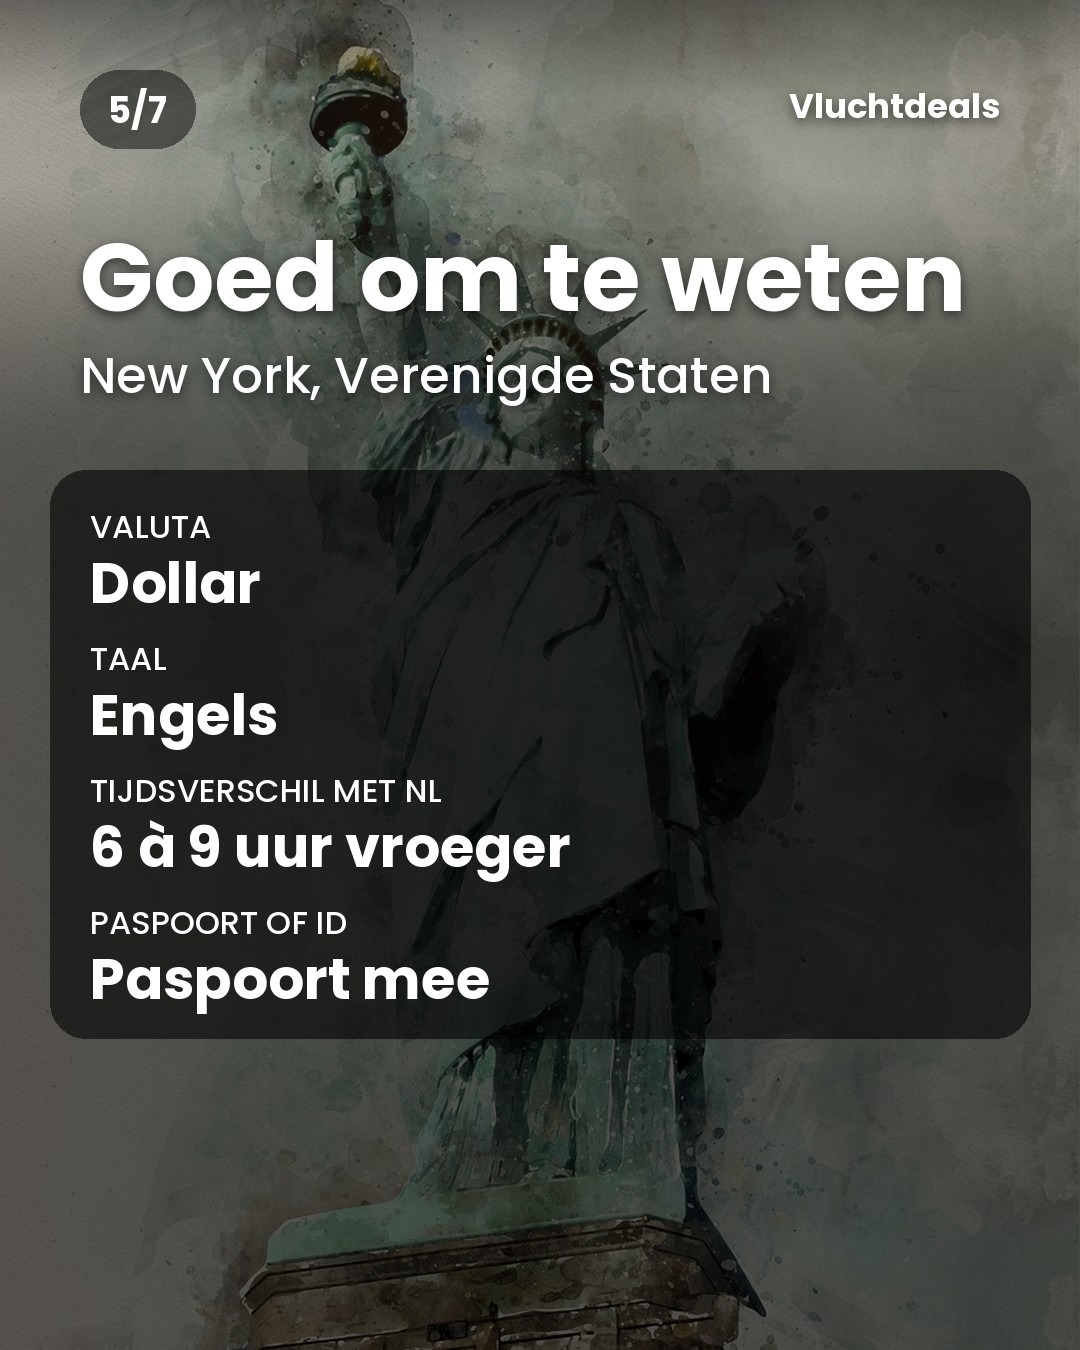 5/7
Vluchtdeals
Goed om te weten
New York, Verenigde Staten
VALUTA
Dollar
TAAL
Engels
TIJDSVERSCHIL MET NL
6 à 9 uur vroeger
PASPOORT OF ID
Paspoort mee